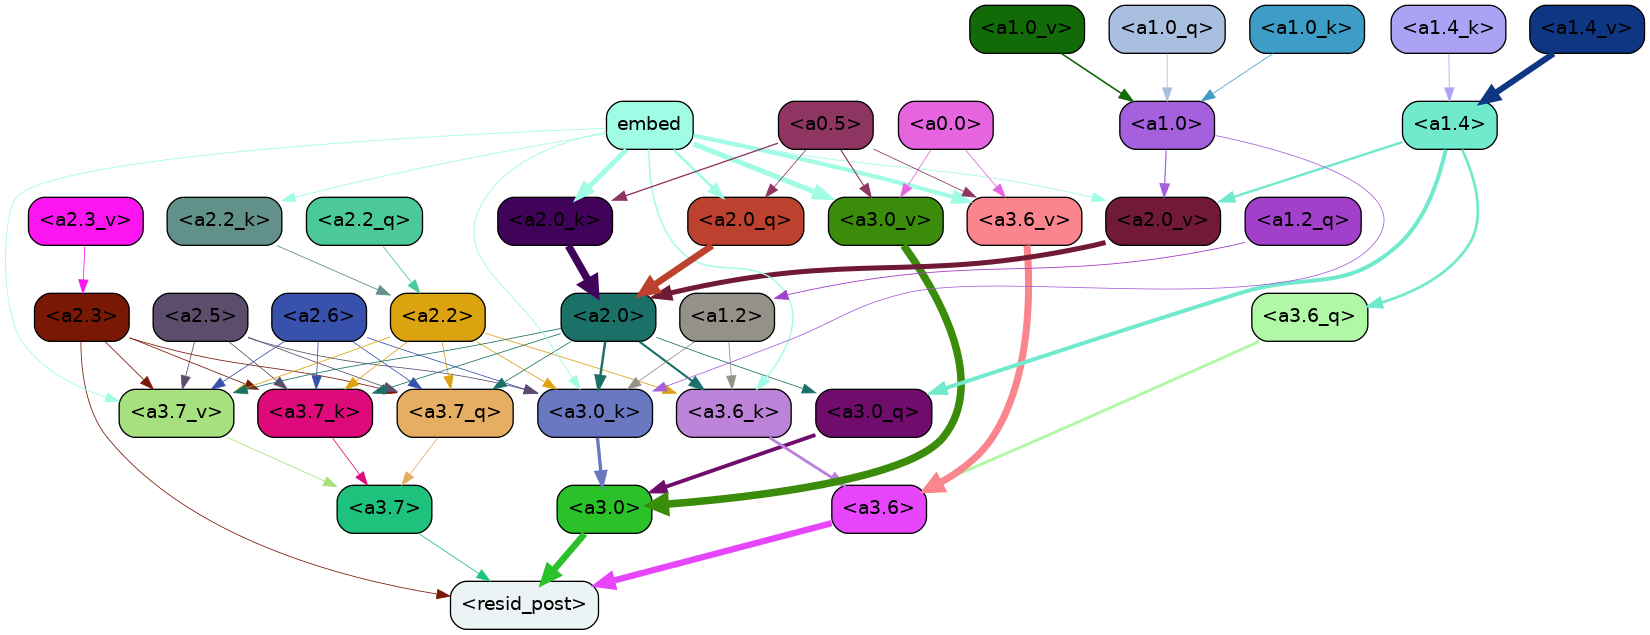 <a1.0_v> <a1.0_q> <a1.0_k> <a1.4_k> <a1.4_v>
embed <a0.5> <a0.0> <a1.0> <a1.4>
<a2.3_v> <a2.2_k> <a2.2_q> <a2.0_k> <a2.0_q> <a3.0_v> <a3.6_v> <a2.0_v> <a1.2_q>
<a2.3> <a2.5> <a2.6> <a2.2> <a2.0> <a1.2> <a3.6_q>
<a3.7_v> <a3.7_k> <a3.7_q> <a3.0_k> <a3.6_k> <a3.0_q>
<a3.7> <a3.0> <a3.6>
<resid_post>